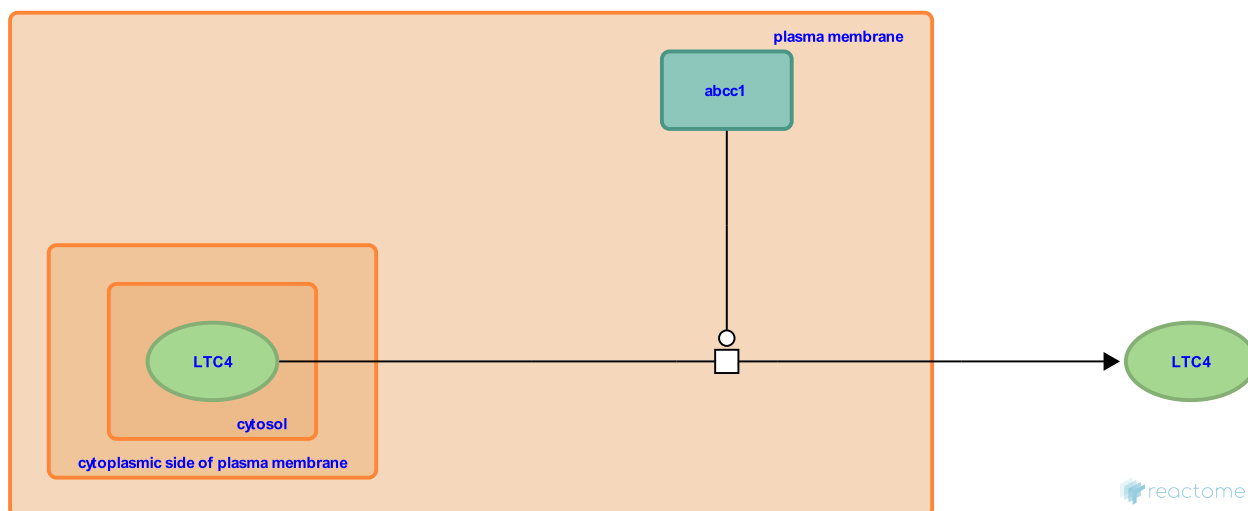 plasma membrane
abcc1
LTC4
LTC4
cytosol
cytoplasmic side of plasma membrane
reactome